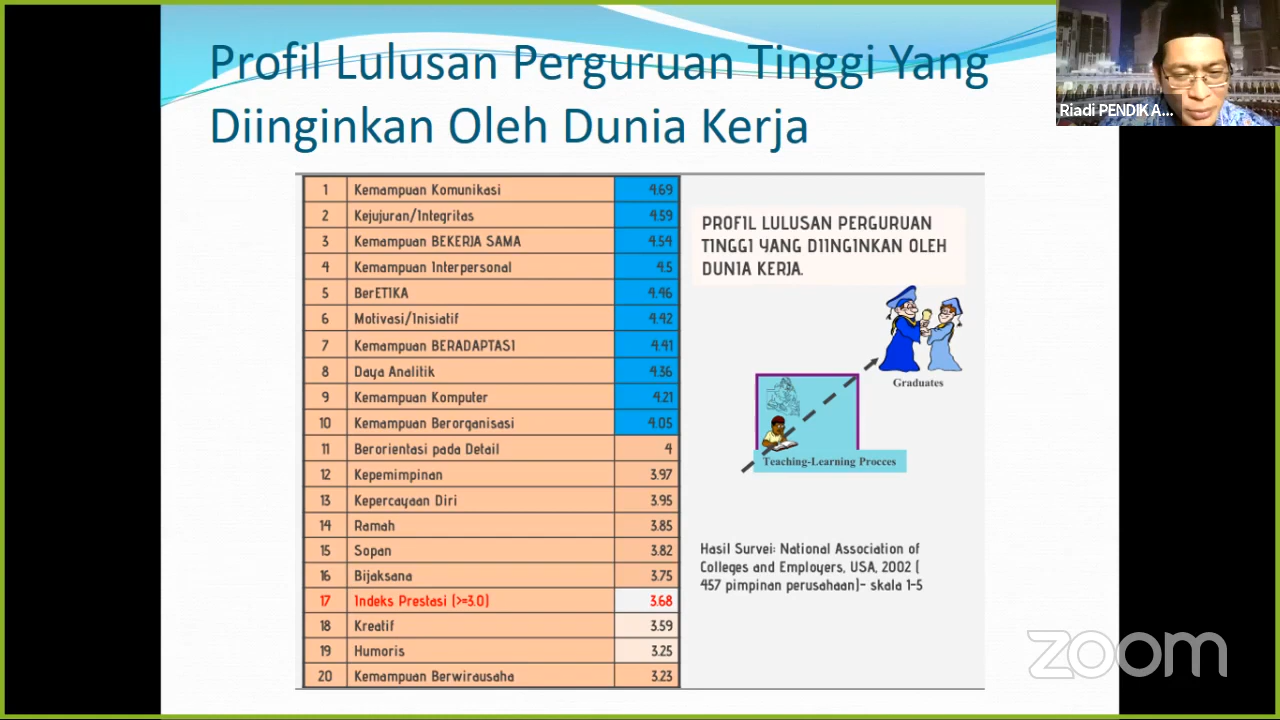 Profil Lulusan Perguruan Tinggi Yang
Diinginkan Oleh Dunia Kerja
Riadi PENDIK A...
1 Kemampuan Komunikasi 4.69
2 Kejujuran/Integritas 4.59
3 Kemampuan BEKERJA SAMA 4.54
4 Kemampuan Interpersonal 4.5
5 BerETIKA 4.46
6 Motivasi/Inisiatif 4.42
7 Kemampuan BERADAPTASI 4.41
8 Daya Analitik 4.36
9 Kemampuan Komputer 4.21
10 Kemampuan Berorganisasi 4.05
11 Berorientasi pada Detail 4
12 Kepemimpinan 3.97
13 Kepercayaan Diri 3.95
14 Ramah 3.85
15 Sopan 3.82
16 Bijaksana 3.75
17 Indeks Prestasi (>=3.0) 3.68
18 Kreatif 3.59
19 Humoris 3.25
20 Kemampuan Berwirausaha 3.23
PROFIL LULUSAN PERGURUAN
TINGGI YANG DIINGINKAN OLEH
DUNIA KERJA.
Graduates
Teaching-Learning Procces
Hasil Survei: National Association of
Colleges and Employers, USA, 2002 (
457 pimpinan perusahaan)- skala 1-5
zoom